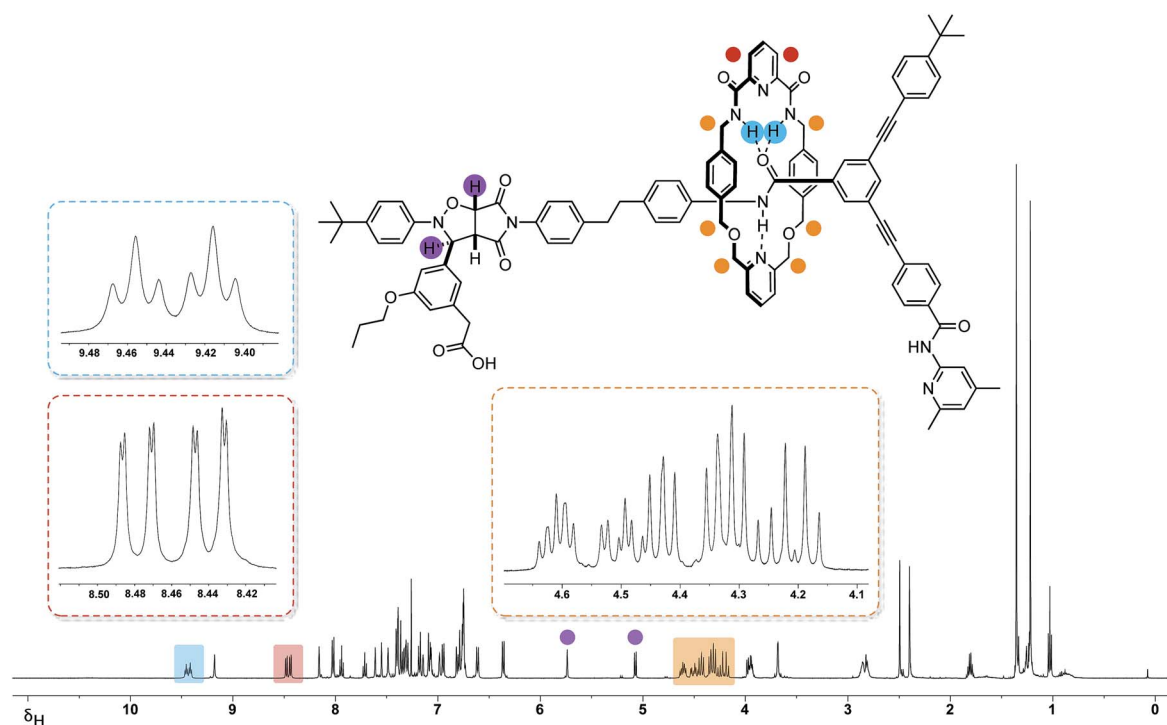 O N O
N N
H H
O
H O
O N
N N
H
O O
H H O
N
O
O
HN
O OH
N
9.48 9.46 9.44 9.42 9.40
8.50 8.48 8.46 8.44 8.42
4.6 4.5 4.4 4.3 4.2 4.1
δH 10 9 8 7 6 5 4 3 2 1 0